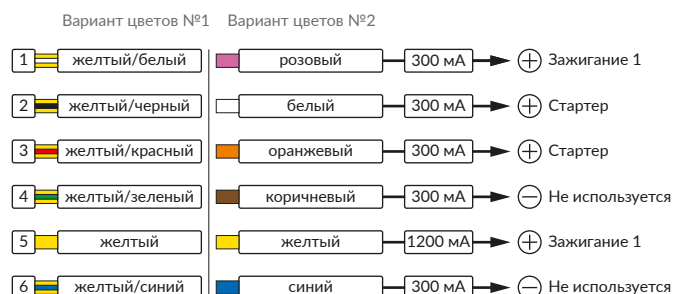 Вариант цветов №1 Вариант цветов №2
1 желтый/белый розовый 300 мА Зажигание 1
2 желтый/черный белый 300 мА Стартер
3 желтый/красный оранжевый 300 мА Стартер
4 желтый/зеленый коричневый 300 мА Не используется
5 желтый желтый 1200 мА Зажигание 1
6 желтый/синий синий 300 мА Не используется